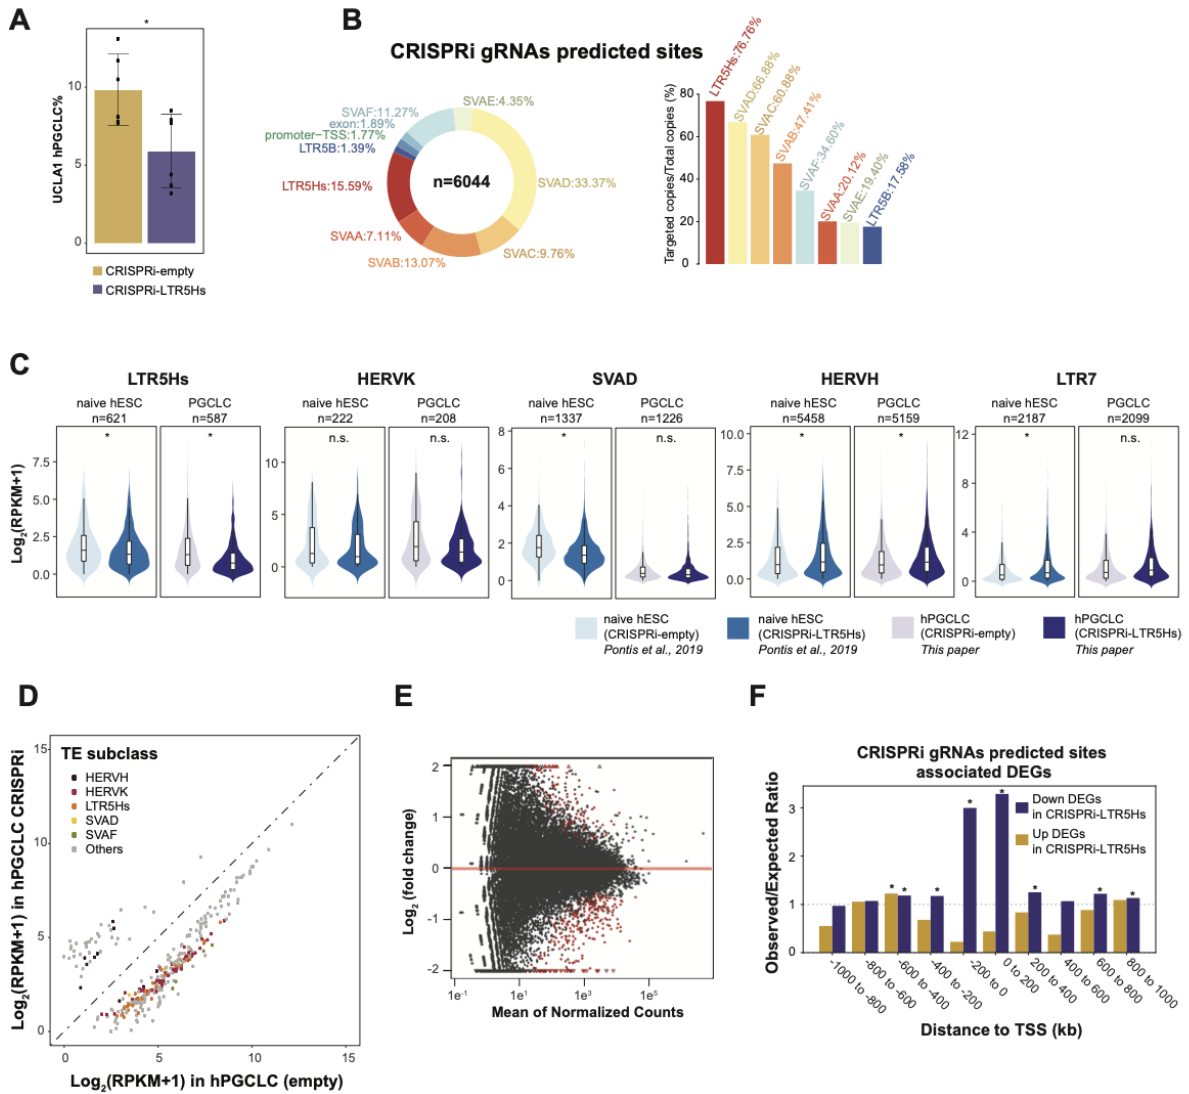 A
*
UCLA1 hPGCLC%
10
5
0
CRISPRi-empty
CRISPRi-LTR5Hs
B
CRISPRi gRNAs predicted sites
SVAE:4.35%
SVAF:11.27%
exon:1.89%
promoter-TSS:1.77%
LTR5B:1.39%
LTR5Hs:15.59%
SVAA:7.11%
SVAB:13.07%
SVAC:9.76%
SVAD:33.37%
n=6044
Targeted copies/Total copies (%)
80
60
40
20
0
LTR5Hs:76.76%
SVAD:66.88%
SVAC:60.88%
SVAB:47.41%
SVAF:34.60%
SVAA:20.12%
SVAE:19.40%
LTR5B:17.58%
C
LTR5Hs HERVK SVAD HERVH LTR7
naive hESC PGCLC naive hESC PGCLC naive hESC PGCLC naive hESC PGCLC naive hESC PGCLC
n=621 n=587 n=222 n=208 n=1337 n=1226 n=5458 n=5159 n=2187 n=2099
* * n.s. n.s. * n.s. * * * n.s.
Log2(RPKM+1)
7.5
5.0
2.5
0.0
10
5
0
8
6
4
2
0
10.0
7.5
5.0
2.5
0.0
12
8
4
0
naive hESC
(CRISPRi-empty)
Pontis et al., 2019
naive hESC
(CRISPRi-LTR5Hs)
Pontis et al., 2019
hPGCLC
(CRISPRi-empty)
This paper
hPGCLC
(CRISPRi-LTR5Hs)
This paper
D
Log2(RPKM+1) in hPGCLC CRISPRi
15
10
5
0
TE subclass
HERVH
HERVK
LTR5Hs
SVAD
SVAF
Others
0 5 10 15
Log2(RPKM+1) in hPGCLC (empty)
E
Log2 (fold change)
2
1
0
-1
-2
1e-1 1e1 1e3 1e5
Mean of Normalized Counts
F
CRISPRi gRNAs predicted sites
associated DEGs
Observed/Expected Ratio
3
2
1
0
Down DEGs
in CRISPRi-LTR5Hs
Up DEGs
in CRISPRi-LTR5Hs
* * * * * * * *
-1000 to -800
-800 to -600
-600 to -400
-400 to -200
-200 to 0
0 to 200
200 to 400
400 to 600
600 to 800
800 to 1000
Distance to TSS (kb)